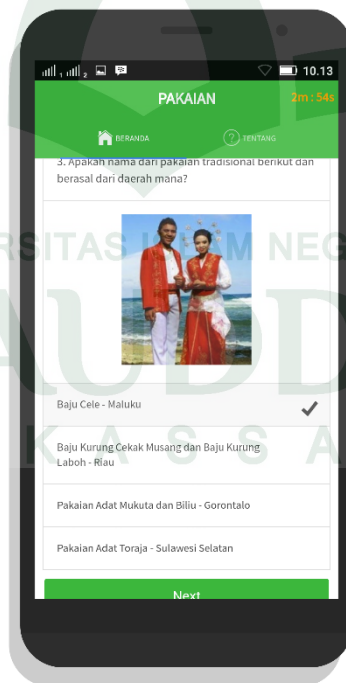 1 2 10.13
PAKAIAN 2m : 54s
BERANDA ? TENTANG
3. Apakah nama dari pakaian tradisional berikut dan
berasal dari daerah mana?
Baju Cele - Maluku
Baju Kurung Cekak Musang dan Baju Kurung
Laboh - Riau
Pakaian Adat Mukuta dan Biliu - Gorontalo
Pakaian Adat Toraja - Sulawesi Selatan
Next